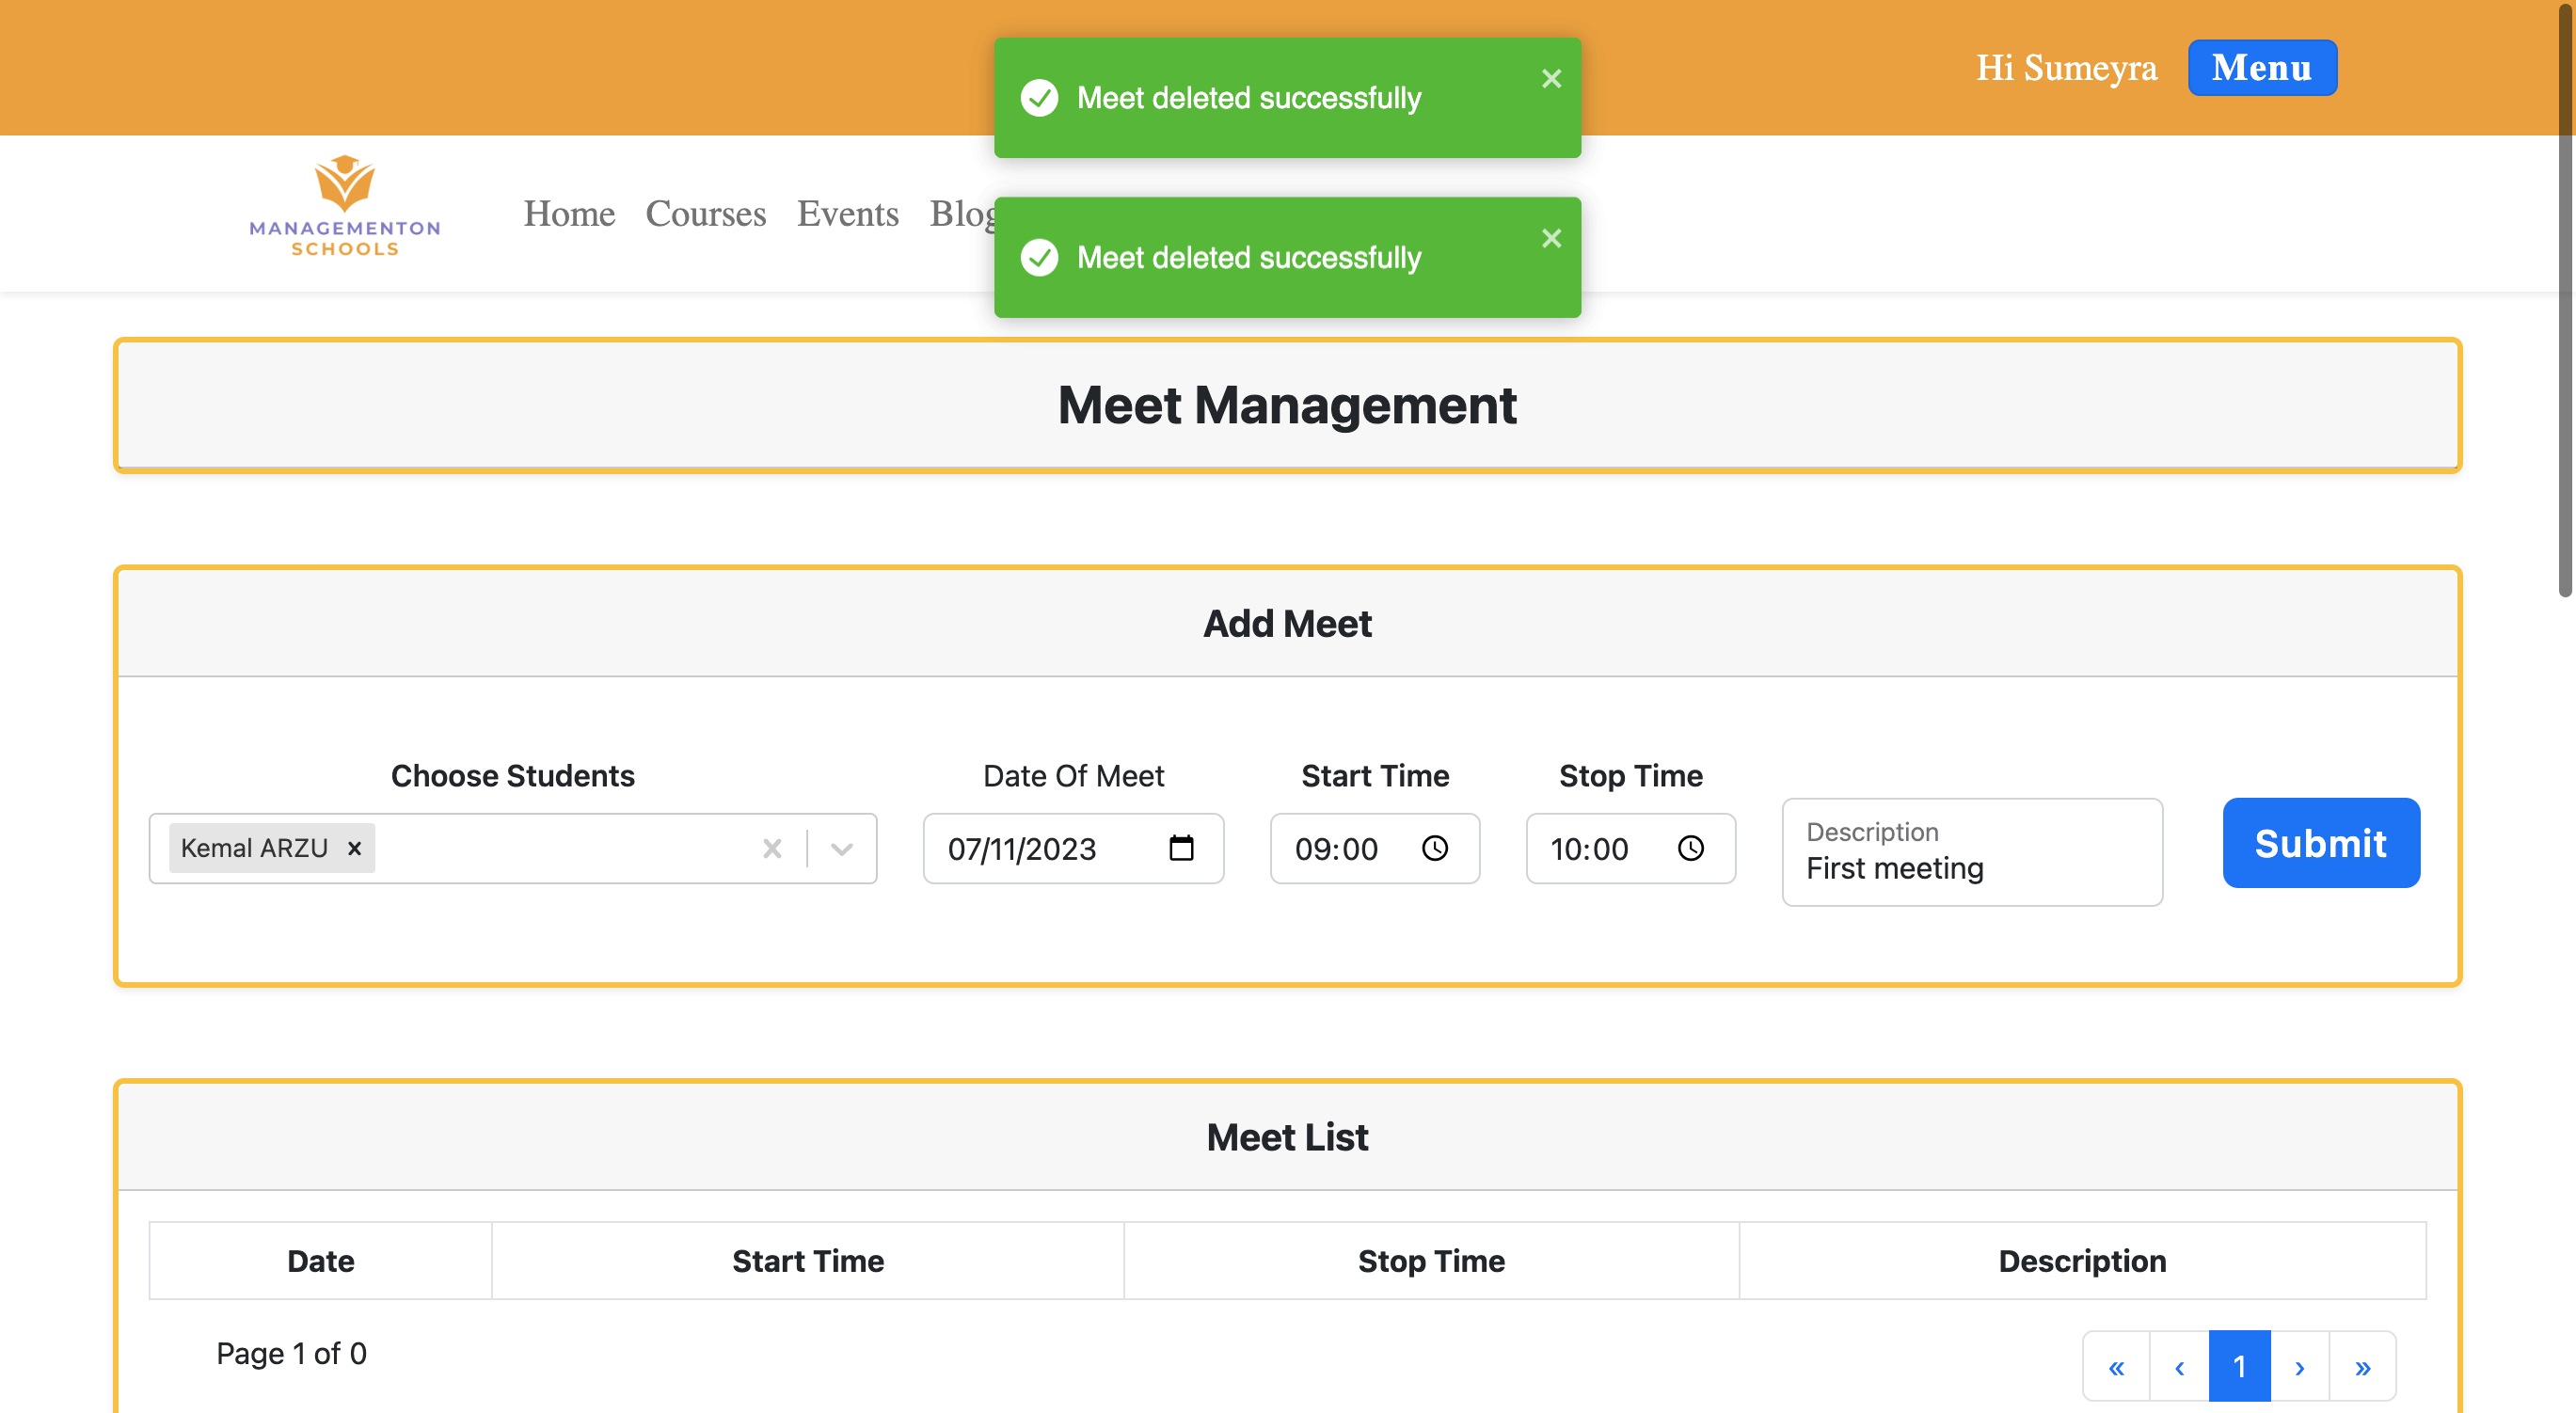 Hi Sumeyra
Menu
Meet deleted successfully
MANAGEMENTON
SCHOOLS
Home Courses Events Blog
Meet deleted successfully
Meet Management
Add Meet
Choose Students
Date Of Meet
Start Time
Stop Time
Kemal ARZU
07/11/2023
09:00
10:00
Description
First meeting
Submit
Meet List
Date Start Time Stop Time Description
Page 1 of 0
« ‹ 1 › »